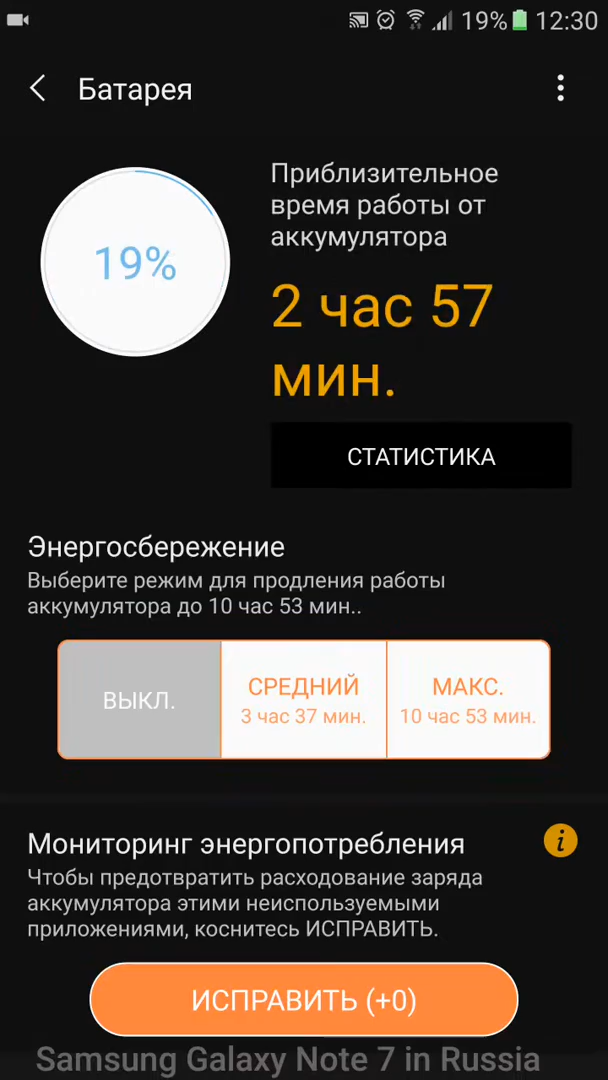 19% 12:30
Батарея
19%
Приблизительное
время работы от
аккумулятора
2 час 57
мин.
СТАТИСТИКА
Энергосбережение
Выберите режим для продления работы
аккумулятора до 10 час 53 мин..
ВЫКЛ.
СРЕДНИЙ
3 час 37 мин.
МАКС.
10 час 53 мин.
Мониторинг энергопотребления
i
Чтобы предотвратить расходование заряда
аккумулятора этими неиспользуемыми
приложениями, коснитесь ИСПРАВИТЬ.
ИСПРАВИТЬ (+0)
Samsung Galaxy Note 7 in Russia